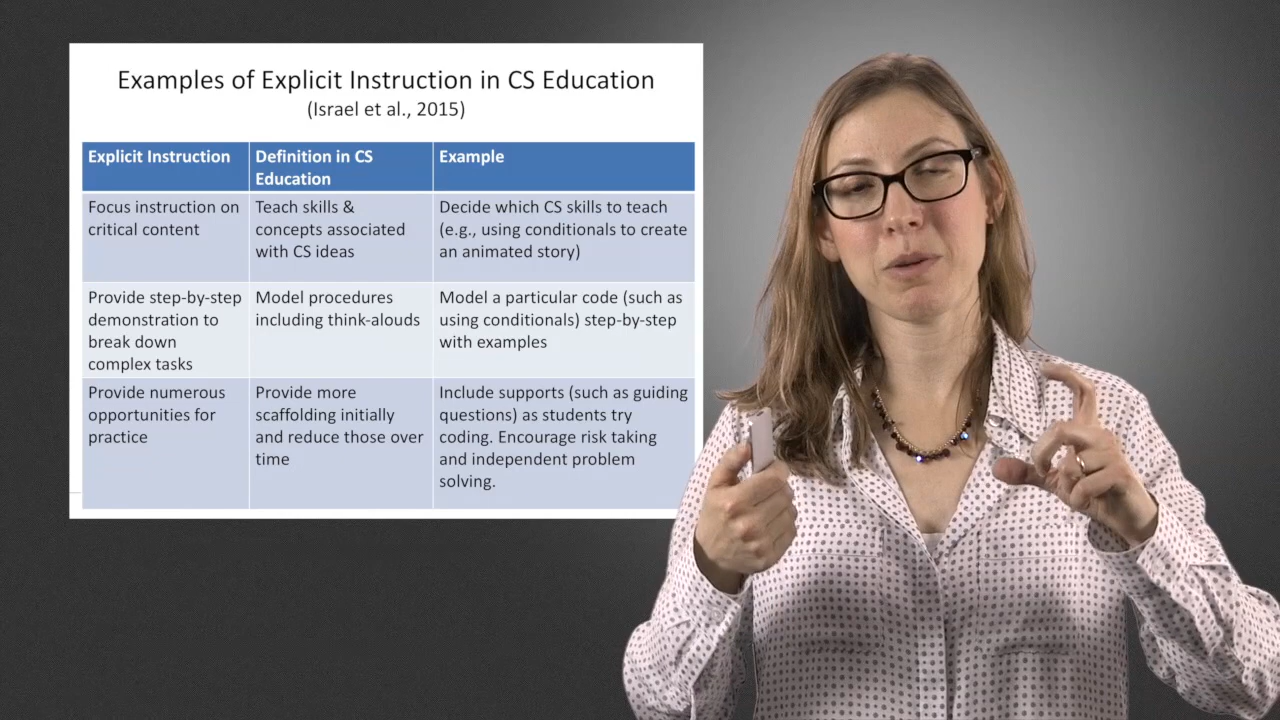 Examples of Explicit Instruction in CS Education
(Israel et al., 2015)
Explicit Instruction
Definition in CS
Education
Example
Focus instruction on
critical content
Teach skills &
concepts associated
with CS ideas
Decide which CS skills to teach
(e.g., using conditionals to create
an animated story)
Provide step-by-step
demonstration to
break down
complex tasks
Model procedures
including think-alouds
Model a particular code (such as
using conditionals) step-by-step
with examples
Provide numerous
opportunities for
practice
Provide more
scaffolding initially
and reduce those over
time
Include supports (such as guiding
questions) as students try
coding. Encourage risk taking
and independent problem
solving.